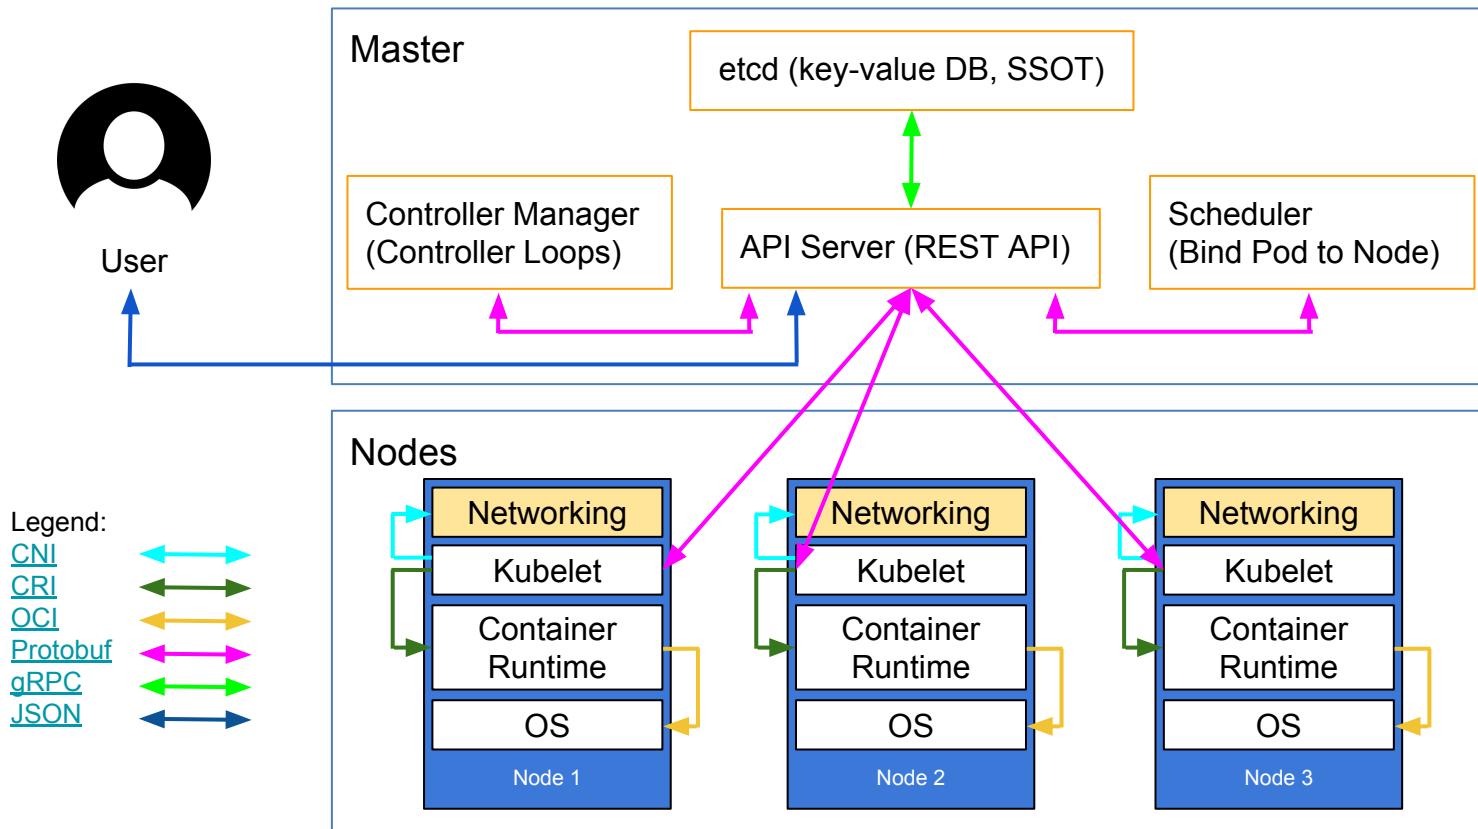 Master
etcd (key-value DB, SSOT)
Controller Manager
(Controller Loops)
API Server (REST API)
Scheduler
(Bind Pod to Node)
User
Nodes
Networking
Kubelet
Container
Runtime
OS
Node 1
Networking
Kubelet
Container
Runtime
OS
Node 2
Networking
Kubelet
Container
Runtime
OS
Node 3
Legend:
CNI
CRI
OCI
Protobuf
gRPC
JSON